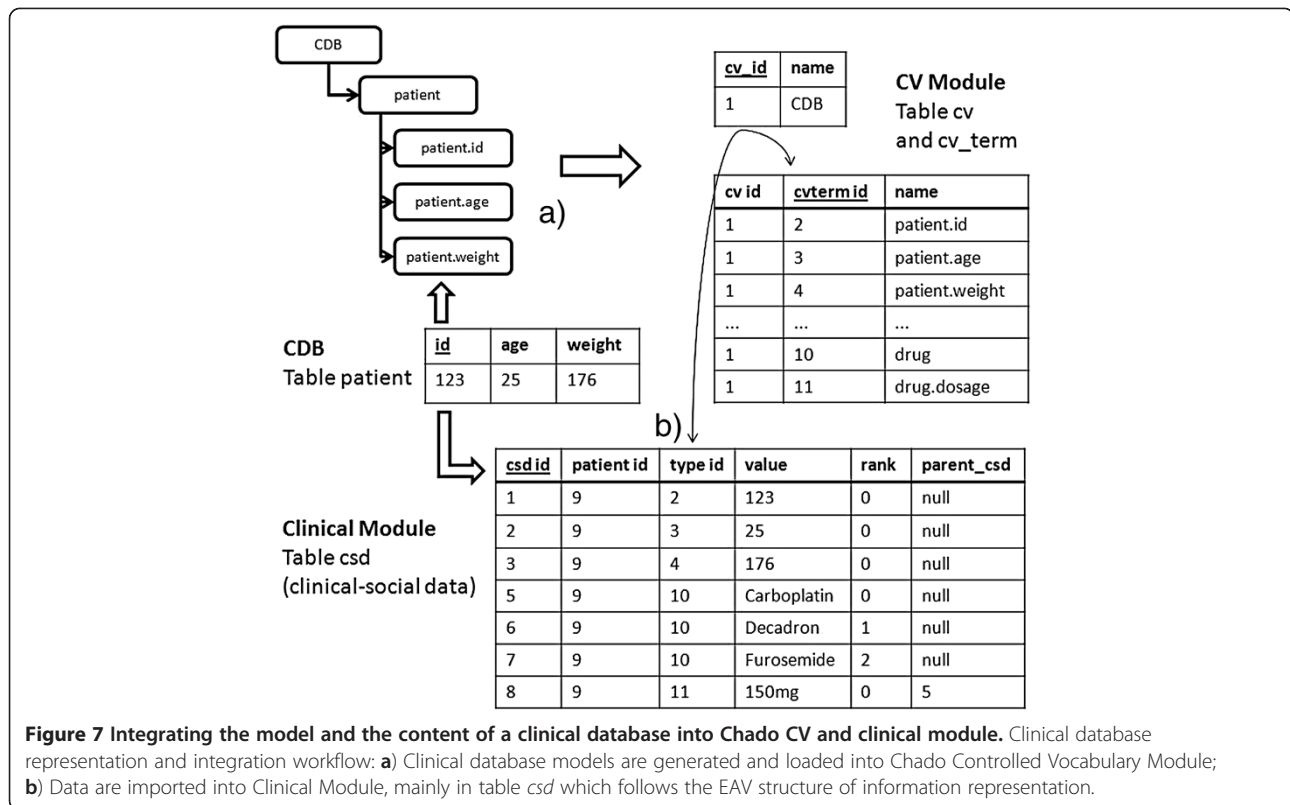 CDB
patient
patient.id
patient.age
patient.weight
a)
cv_id name
1 CDB
CV Module
Table cv
and cv_term
cv id cvterm id name
1 2 patient.id
1 3 patient.age
1 4 patient.weight
... ... ...
1 10 drug
1 11 drug.dosage
CDB
Table patient
id age weight
123 25 176
b)
Clinical Module
Table csd
(clinical-social data)
csd id patient id type id value rank parent_csd
1 9 2 123 0 null
2 9 3 25 0 null
3 9 4 176 0 null
5 9 10 Carboplatin 0 null
6 9 10 Decadron 1 null
7 9 10 Furosemide 2 null
8 9 11 150mg 0 5
Figure 7 Integrating the model and the content of a clinical database into Chado CV and clinical module. Clinical database
representation and integration workflow: a) Clinical database models are generated and loaded into Chado Controlled Vocabulary Module;
b) Data are imported into Clinical Module, mainly in table csd which follows the EAV structure of information representation.